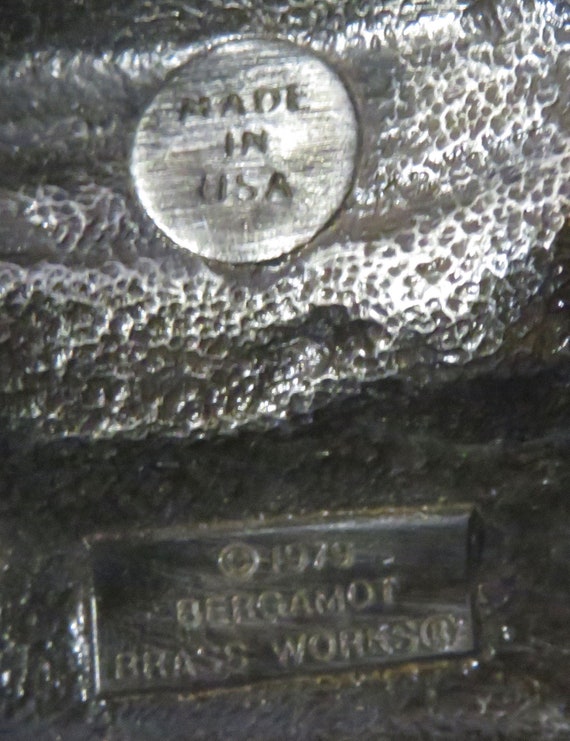 MADE
IN
USA
© 1979
BERGAMOT
BRASS WORKS®